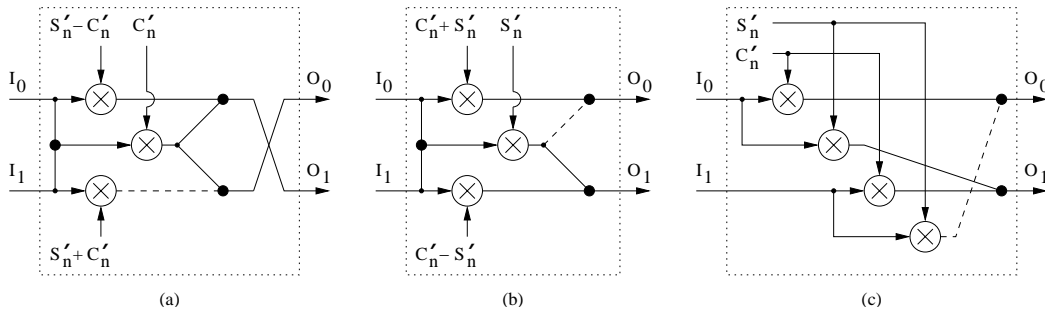 S′n − C′n C′n
I0 O0
I1 O1
S′n + C′n
(a)
C′n + S′n S′n
I0 O0
I1 O1
C′n − S′n
(b)
S′n
C′n
I0 O0
I1 O1
(c)